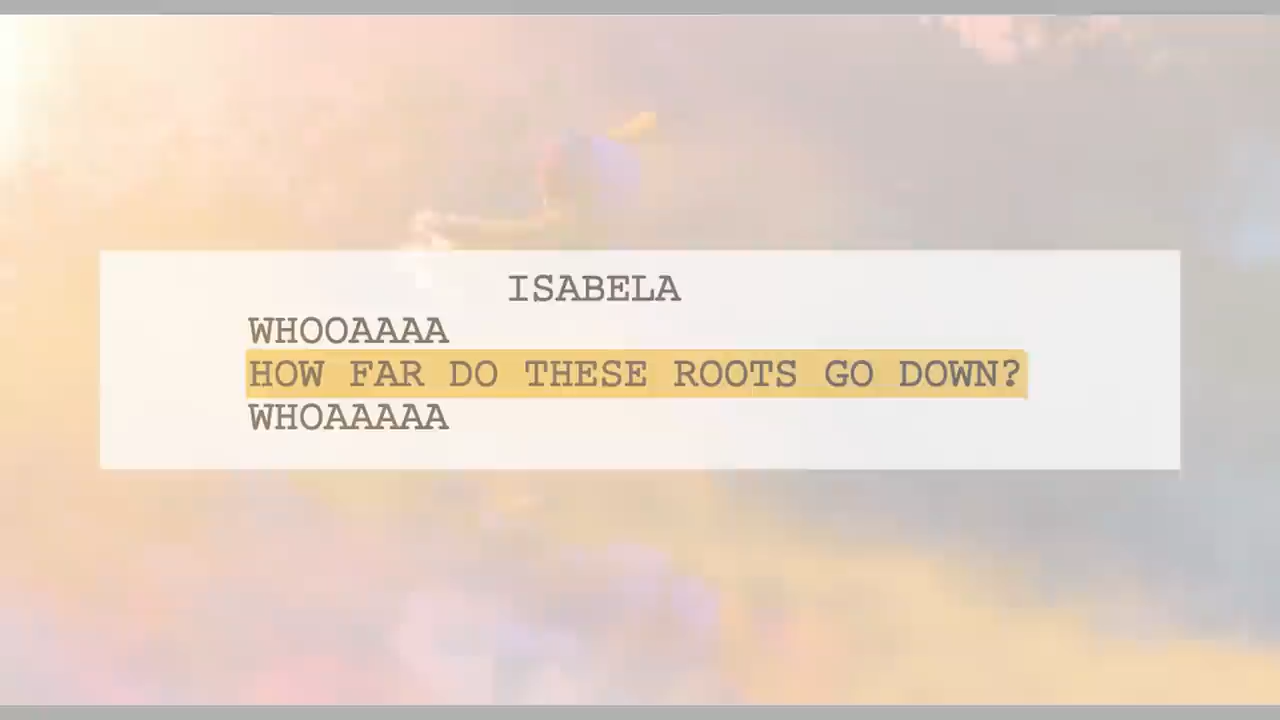 ISABELA
WHOOAAAA
HOW FAR DO THESE ROOTS GO DOWN?
WHOAAAAA